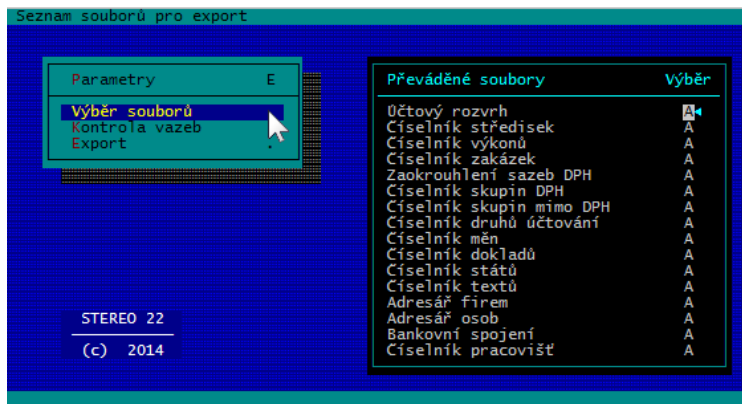 Seznam souborů pro export
Parametry E
Výběr souborů
Kontrola vazeb
Export .
STEREO 22
(c) 2014
Převáděné soubory Výběr
Účtový rozvrh A
Číselník středisek A
Číselník výkonů A
Číselník zakázek A
Zaokrouhlení sazeb DPH A
Číselník skupin DPH A
Číselník skupin mimo DPH A
Číselník druhů účtování A
Číselník měn A
Číselník dokladů A
Číselník států A
Číselník textů A
Adresář firem A
Adresář osob A
Bankovní spojení A
Číselník pracovišť A